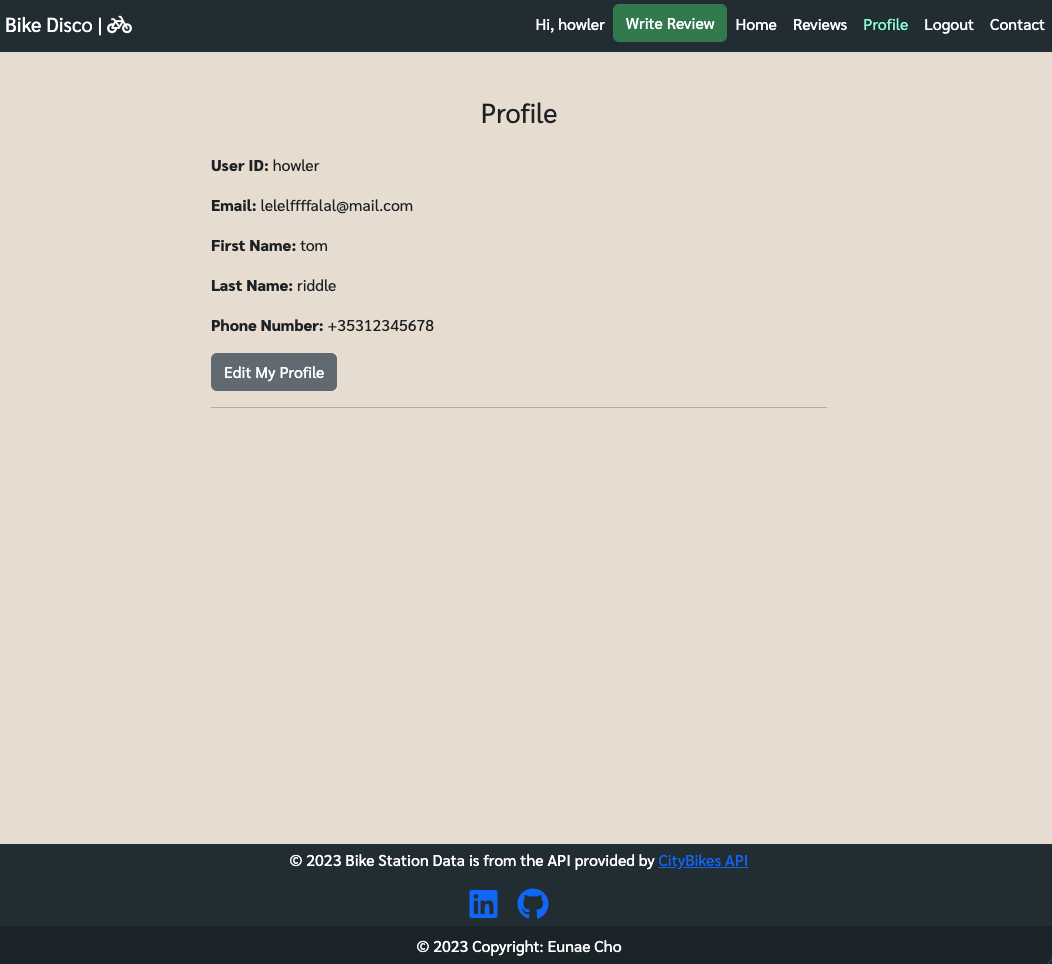 Bike Disco |
Hi, howler Write Review Home Reviews Profile Logout Contact
Profile
User ID: howler
Email: lelelffffalal@mail.com
First Name: tom
Last Name: riddle
Phone Number: +35312345678
Edit My Profile
© 2023 Bike Station Data is from the API provided by CityBikes API
in
© 2023 Copyright: Eunae Cho